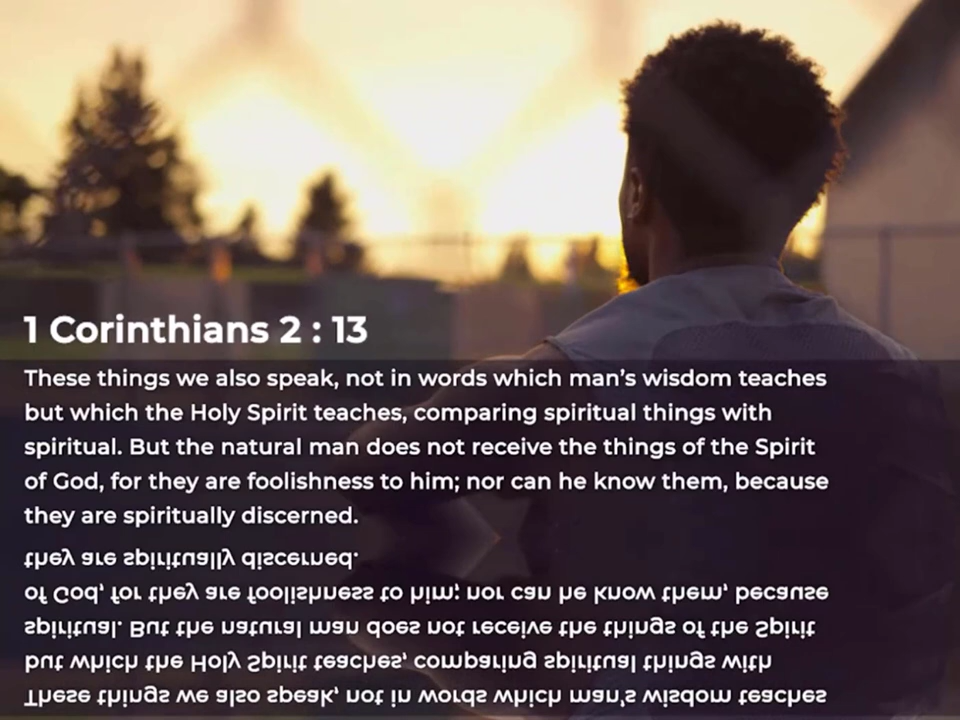 1 Corinthians 2 : 13
These things we also speak, not in words which man’s wisdom teaches
but which the Holy Spirit teaches, comparing spiritual things with
spiritual. But the natural man does not receive the things of the Spirit
of God, for they are foolishness to him; nor can he know them, because
they are spiritually discerned.
they are spiritually discerned.
of God, for they are foolishness to him; nor can he know them, because
spiritual. But the natural man does not receive the things of the Spirit
but which the Holy Spirit teaches, comparing spiritual things with
These things we also speak, not in words which man’s wisdom teaches